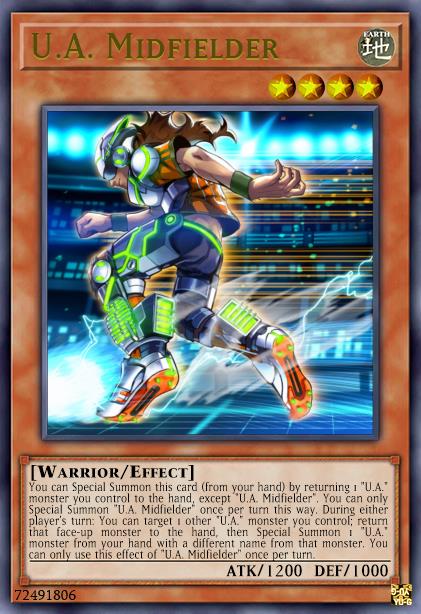 U.A. Midfielder
EARTH
地
[Warrior/Effect]
You can Special Summon this card (from your hand) by returning 1 "U.A."
monster you control to the hand, except "U.A. Midfielder". You can only
Special Summon "U.A. Midfielder" once per turn this way. During either
player's turn: You can target 1 other "U.A." monster you control; return
that face-up monster to the hand, then Special Summon 1 "U.A."
monster from your hand with a different name from that monster. You
can only use this effect of "U.A. Midfielder" once per turn.
ATK/1200 DEF/1000
72491806